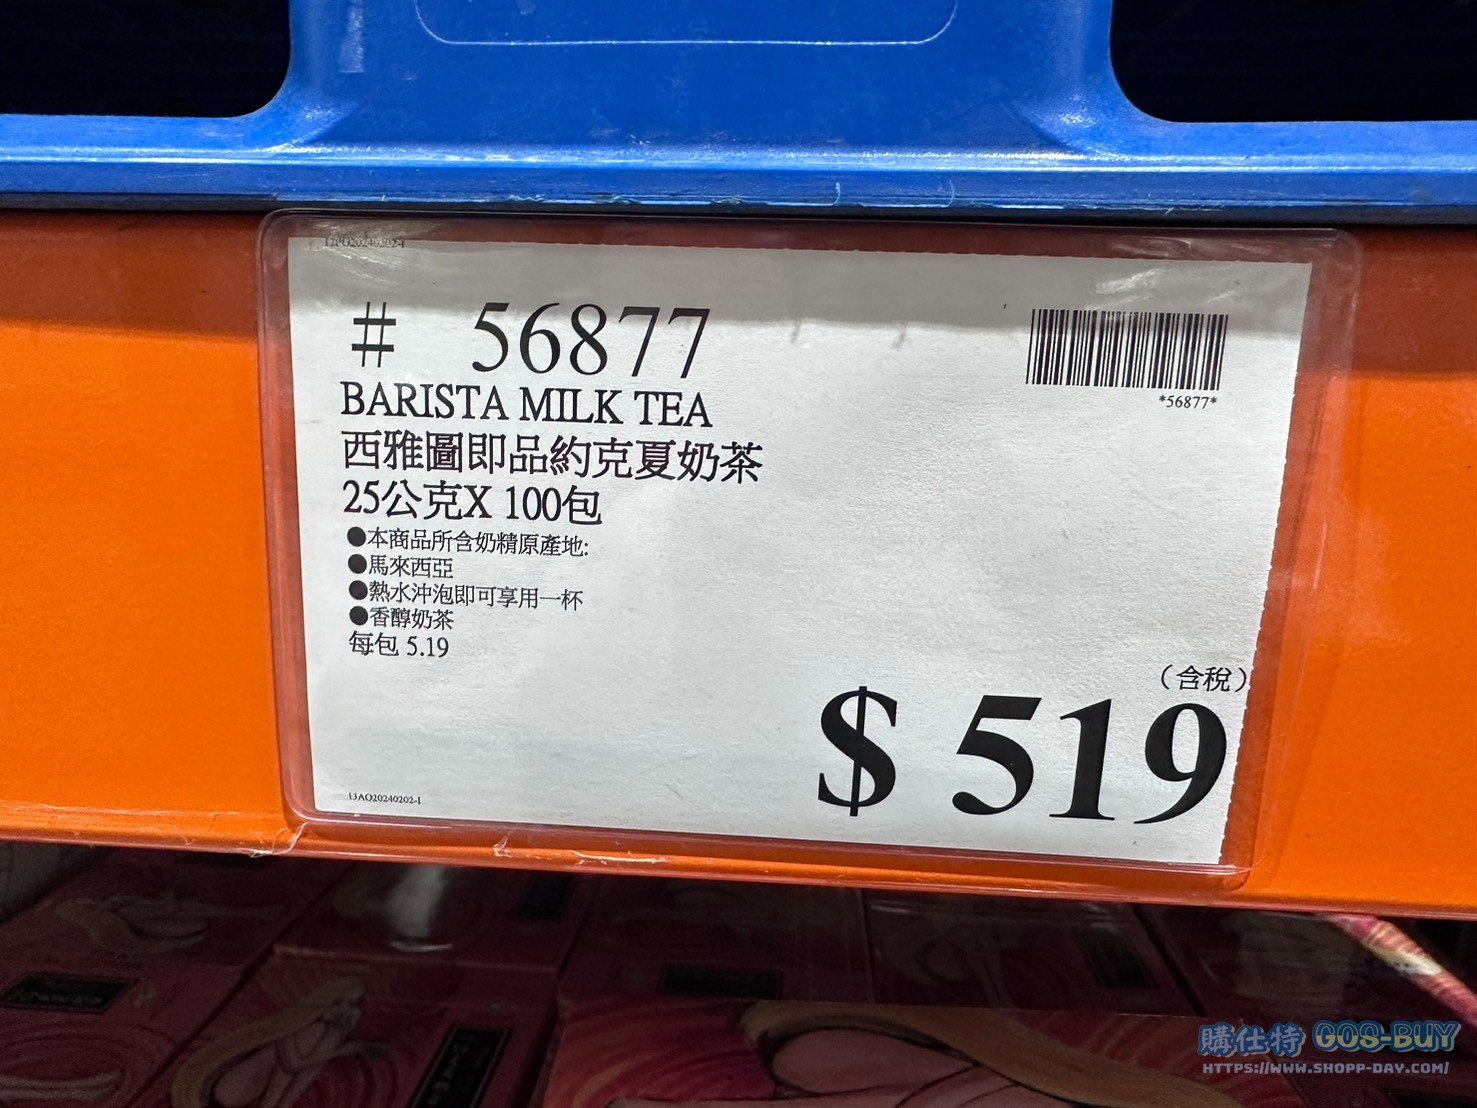 12PO20240202-1
# 56877
*56877*
BARISTA MILK TEA
西雅圖即品約克夏奶茶
25公克X 100包
●本商品所含奶精原產地:
●馬來西亞
●熱水沖泡即可享用一杯
●香醇奶茶
每包 5.19
（含稅）
$ 519
13AO20240202-1
購仕特 GOS-BUY
HTTPS://WWW.SHOPP-DAY.COM/